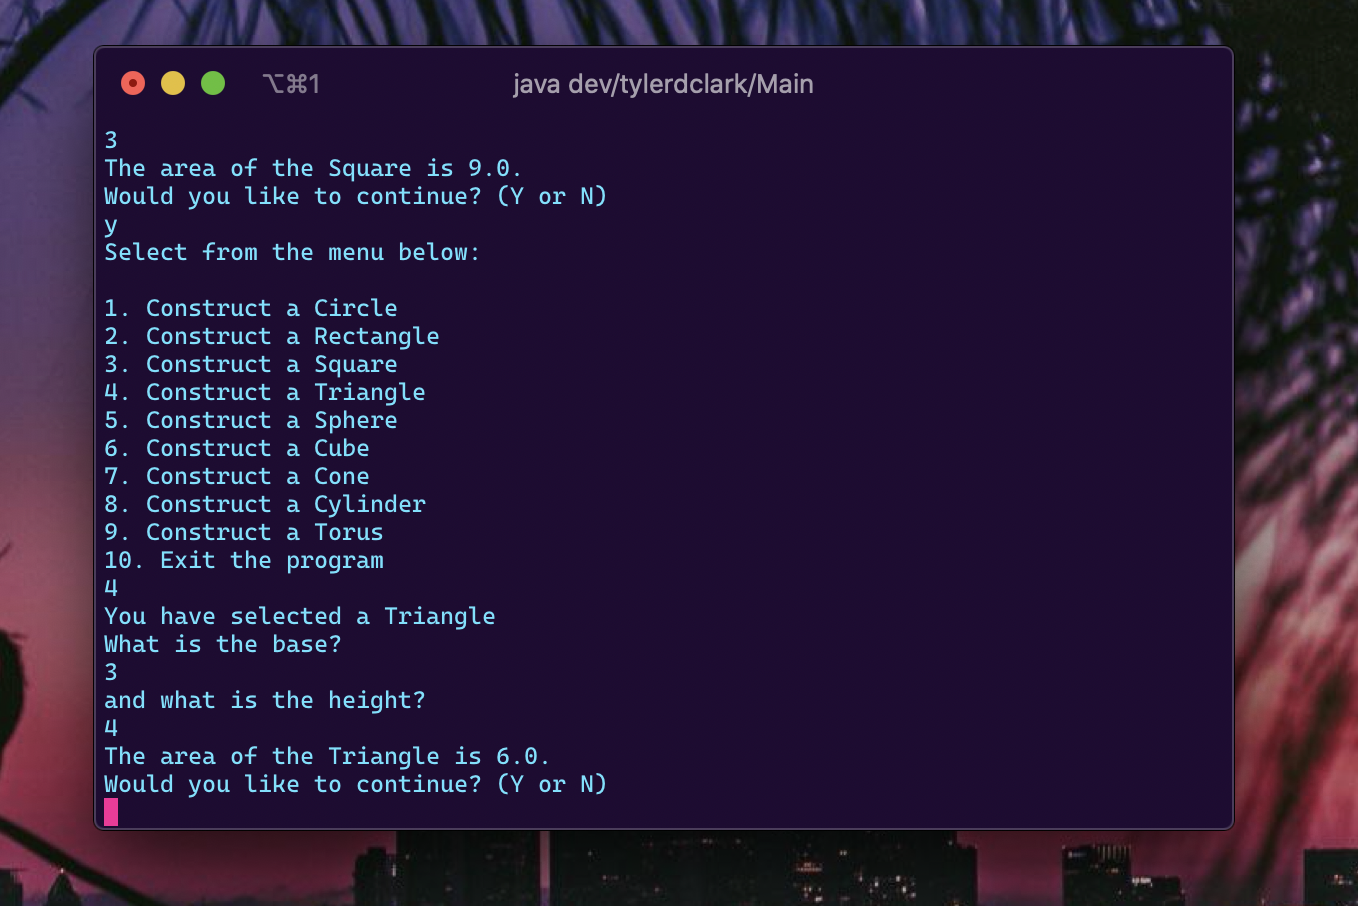 ⌥⌘1
java dev/tylerdclark/Main
3
The area of the Square is 9.0.
Would you like to continue? (Y or N)
y
Select from the menu below:
1. Construct a Circle
2. Construct a Rectangle
3. Construct a Square
4. Construct a Triangle
5. Construct a Sphere
6. Construct a Cube
7. Construct a Cone
8. Construct a Cylinder
9. Construct a Torus
10. Exit the program
4
You have selected a Triangle
What is the base?
3
and what is the height?
4
The area of the Triangle is 6.0.
Would you like to continue? (Y or N)